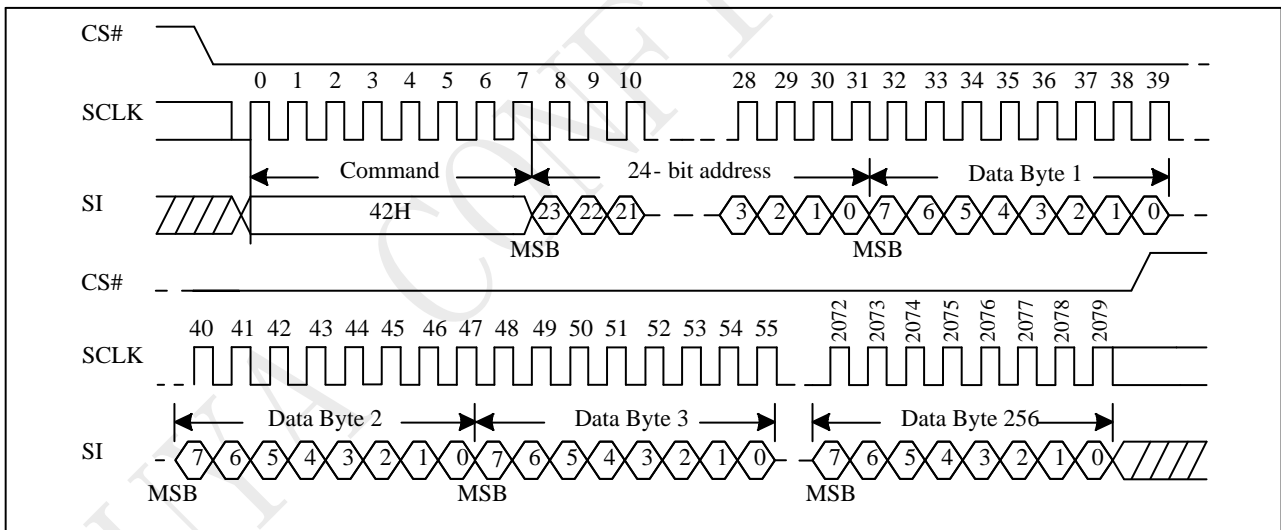 CS#
0 1 2 3 4 5 6 7 8 9 10 28 29 30 31 32 33 34 35 36 37 38 39
SCLK
Command 24- bit address Data Byte 1
SI 42H 23 22 21 3 2 1 0 7 6 5 4 3 2 1 0
MSB MSB
CS#
40 41 42 43 44 45 46 47 48 49 50 51 52 53 54 55 2072 2073 2074 2075 2076 2077 2078 2079
SCLK
Data Byte 2 Data Byte 3 Data Byte 256
SI 7 6 5 4 3 2 1 0 7 6 5 4 3 2 1 0 7 6 5 4 3 2 1 0
MSB MSB MSB